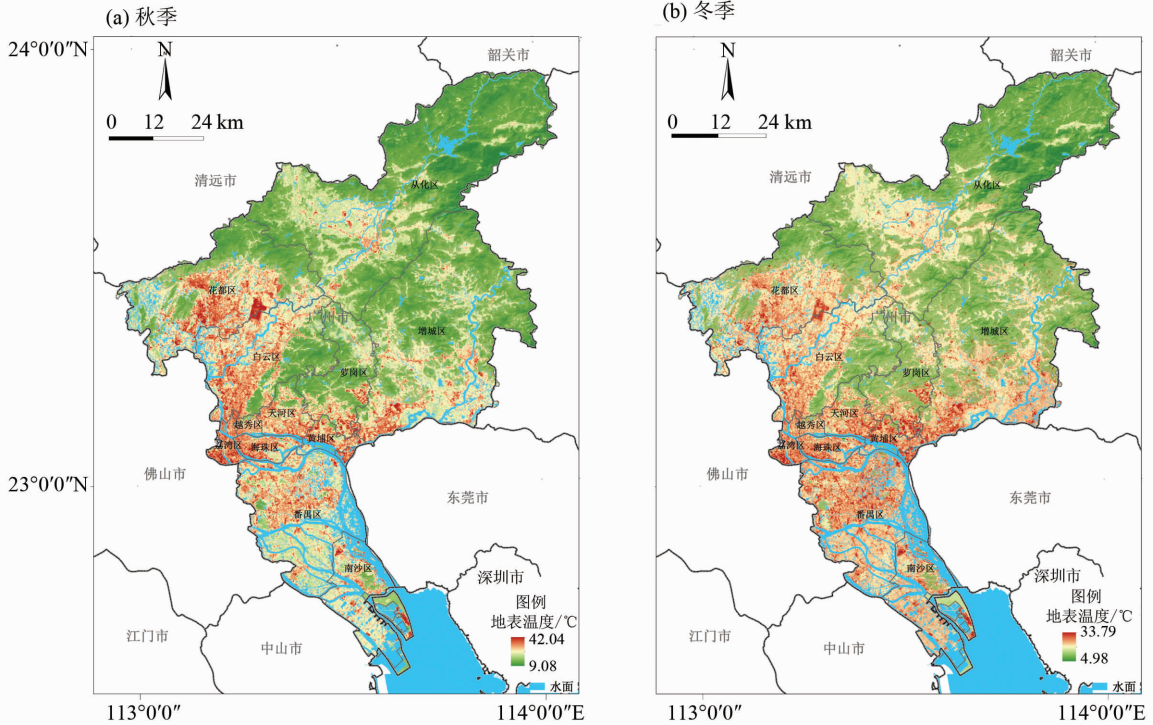 (a) 秋季
24°0′0″N
N
0 12 24 km
韶关市
清远市
从化区
花都区
广州市
增城区
白云区
萝岗区
天河区
越秀区
荔湾区
海珠区
黄埔区
佛山市
23°0′0″N
东莞市
番禺区
南沙区
深圳市
江门市
中山市
图例
地表温度/℃
42.04
9.08
水面
113°0′0″
114°0′0″E
(b) 冬季
N
0 12 24 km
韶关市
清远市
从化区
花都区
广州市
增城区
白云区
萝岗区
天河区
越秀区
荔湾区
海珠区
黄埔区
佛山市
东莞市
番禺区
南沙区
深圳市
江门市
中山市
图例
地表温度/℃
33.79
4.98
水面
113°0′0″
114°0′0″E